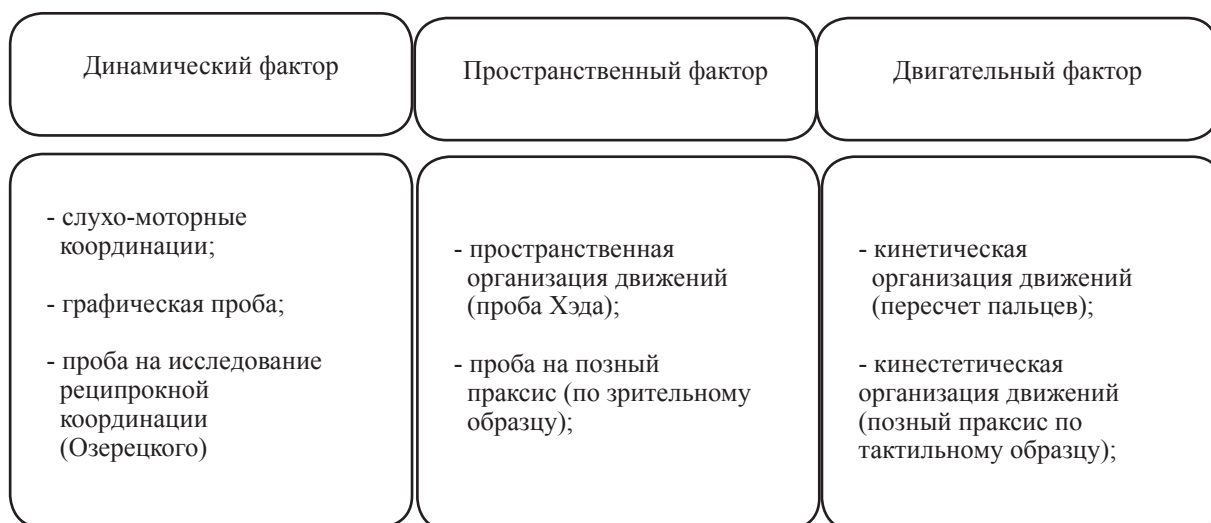 Динамический фактор
Пространственный фактор
Двигательный фактор
- слухо-моторные
координации;
- графическая проба;
- проба на исследование
реципрокной
координации
(Озерецкого)
- пространственная
организация движений
(проба Хэда);
- проба на позный
праксис (по зрительному
образцу);
- кинетическая
организация движений
(пересчет пальцев);
- кинестетическая
организация движений
(позный праксис по
тактильному образцу);